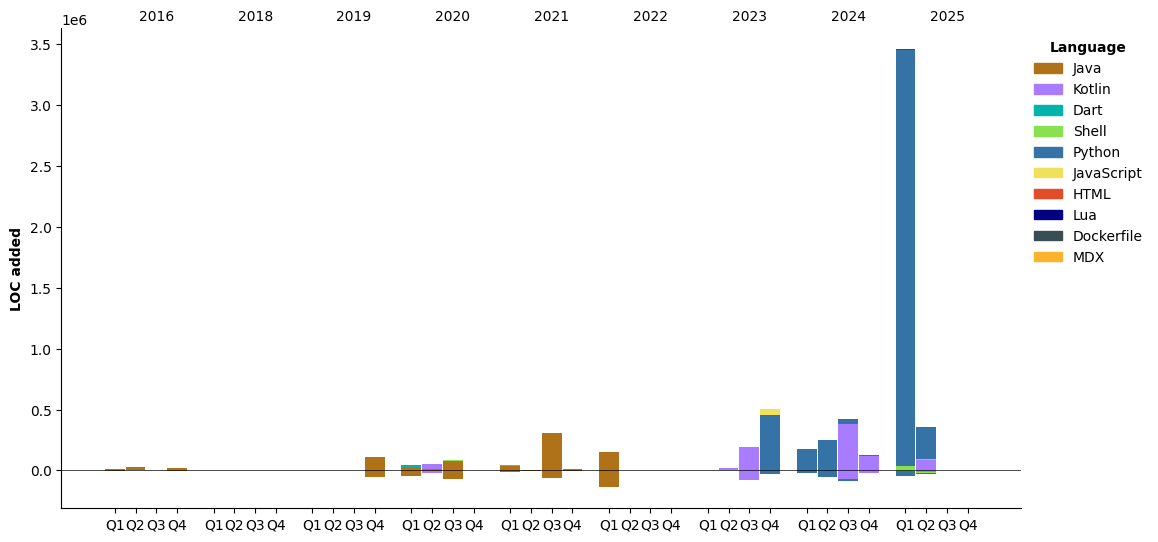 2016 2018 2019 2020 2021 2022 2023 2024 2025
1e6
3.5
3.0
2.5
2.0
1.5
1.0
0.5
0.0
LOC added
Q1 Q2 Q3 Q4 Q1 Q2 Q3 Q4 Q1 Q2 Q3 Q4 Q1 Q2 Q3 Q4 Q1 Q2 Q3 Q4 Q1 Q2 Q3 Q4 Q1 Q2 Q3 Q4 Q1 Q2 Q3 Q4 Q1 Q2 Q3 Q4
Language
Java
Kotlin
Dart
Shell
Python
JavaScript
HTML
Lua
Dockerfile
MDX